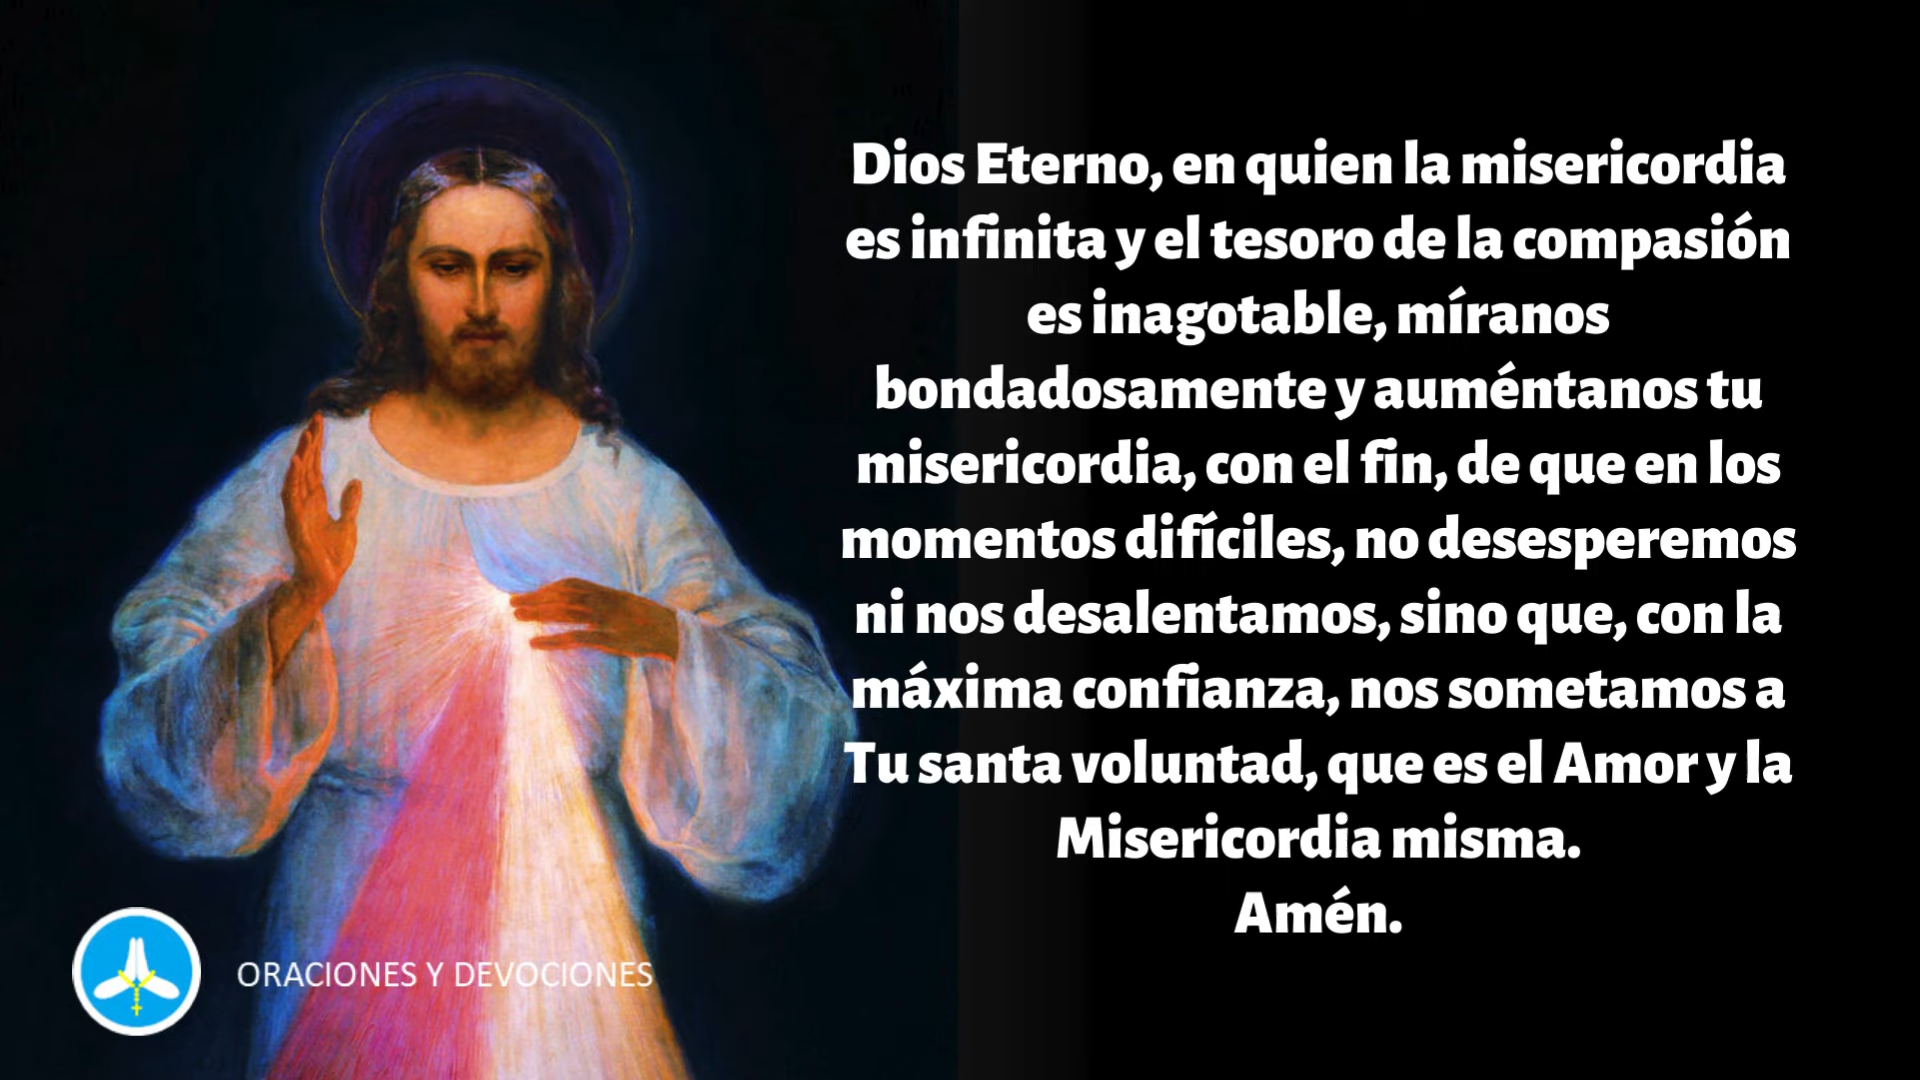 Dios Eterno, en quien la misericordia
es infinita y el tesoro de la compasión
es inagotable, míranos
bondadosamente y auméntanos tu
misericordia, con el fin, de que en los
momentos difíciles, no desesperemos
ni nos desalentamos, sino que, con la
máxima confianza, nos sometamos a
Tu santa voluntad, que es el Amor y la
Misericordia misma.
Amén.
ORACIONES Y DEVOCIONES